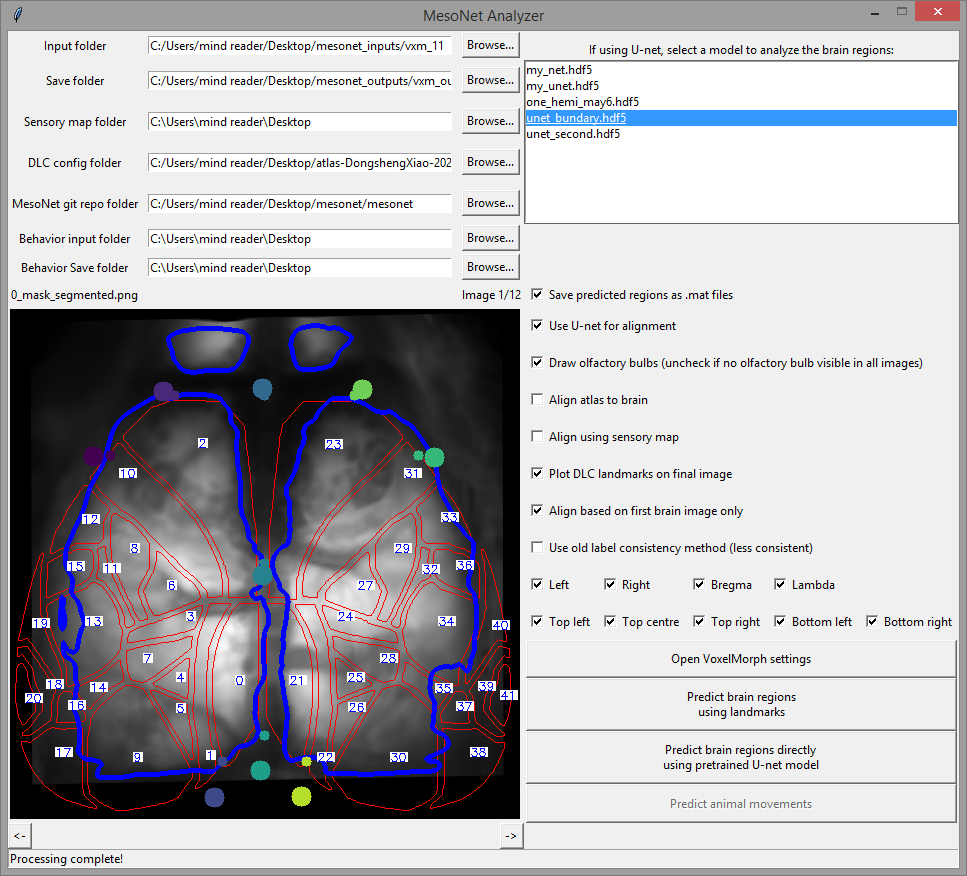 MesoNet Analyzer
Input folder C:/Users/mind reader/Desktop/mesonet_inputs/vxm_11 Browse...
Save folder C:/Users/mind reader/Desktop/mesonet_outputs/vxm_ou Browse...
Sensory map folder C:\Users\mind reader\Desktop Browse...
DLC config folder C:/Users/mind reader/Desktop/atlas-DongshengXiao-202 Browse...
MesoNet git repo folder C:/Users/mind reader/Desktop/mesonet/mesonet Browse...
Behavior input folder C:\Users\mind reader\Desktop Browse...
Behavior Save folder C:\Users\mind reader\Desktop Browse...
If using U-net, select a model to analyze the brain regions:
my_net.hdf5
my_unet.hdf5
one_hemi_may6.hdf5
unet_bundary.hdf5
unet_second.hdf5
0_mask_segmented.png Image 1/12
2 23
10 31
12 33
8 29
15 11 32 36
6 27
19 13 3 24 34 40
7 28
18 14 4 0 21 25 35 39
20 16 5 26 37 41
17 9 1 22 30 38
Save predicted regions as .mat files
Use U-net for alignment
Draw olfactory bulbs (uncheck if no olfactory bulb visible in all images)
Align atlas to brain
Align using sensory map
Plot DLC landmarks on final image
Align based on first brain image only
Use old label consistency method (less consistent)
Left Right Bregma Lambda
Top left Top centre Top right Bottom left Bottom right
Open VoxelMorph settings
Predict brain regions
using landmarks
Predict brain regions directly
using pretrained U-net model
Predict animal movements
<- ->
Processing complete!